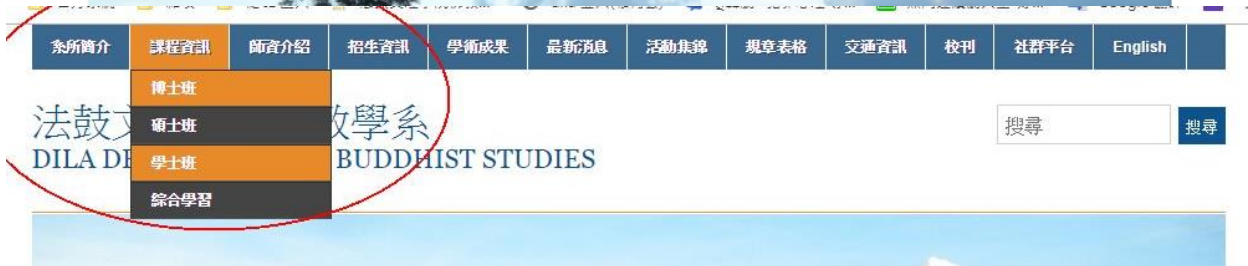 系所簡介 課程資訊 師資介紹 招生資訊 學術成果 最新消息 活動集錦 規章表格 交通資訊 校刊 社群平台 English
博士班
法鼓 學系
碩士班
搜尋 搜尋
DILA BUDDHIST STUDIES
學士班
綜合學習